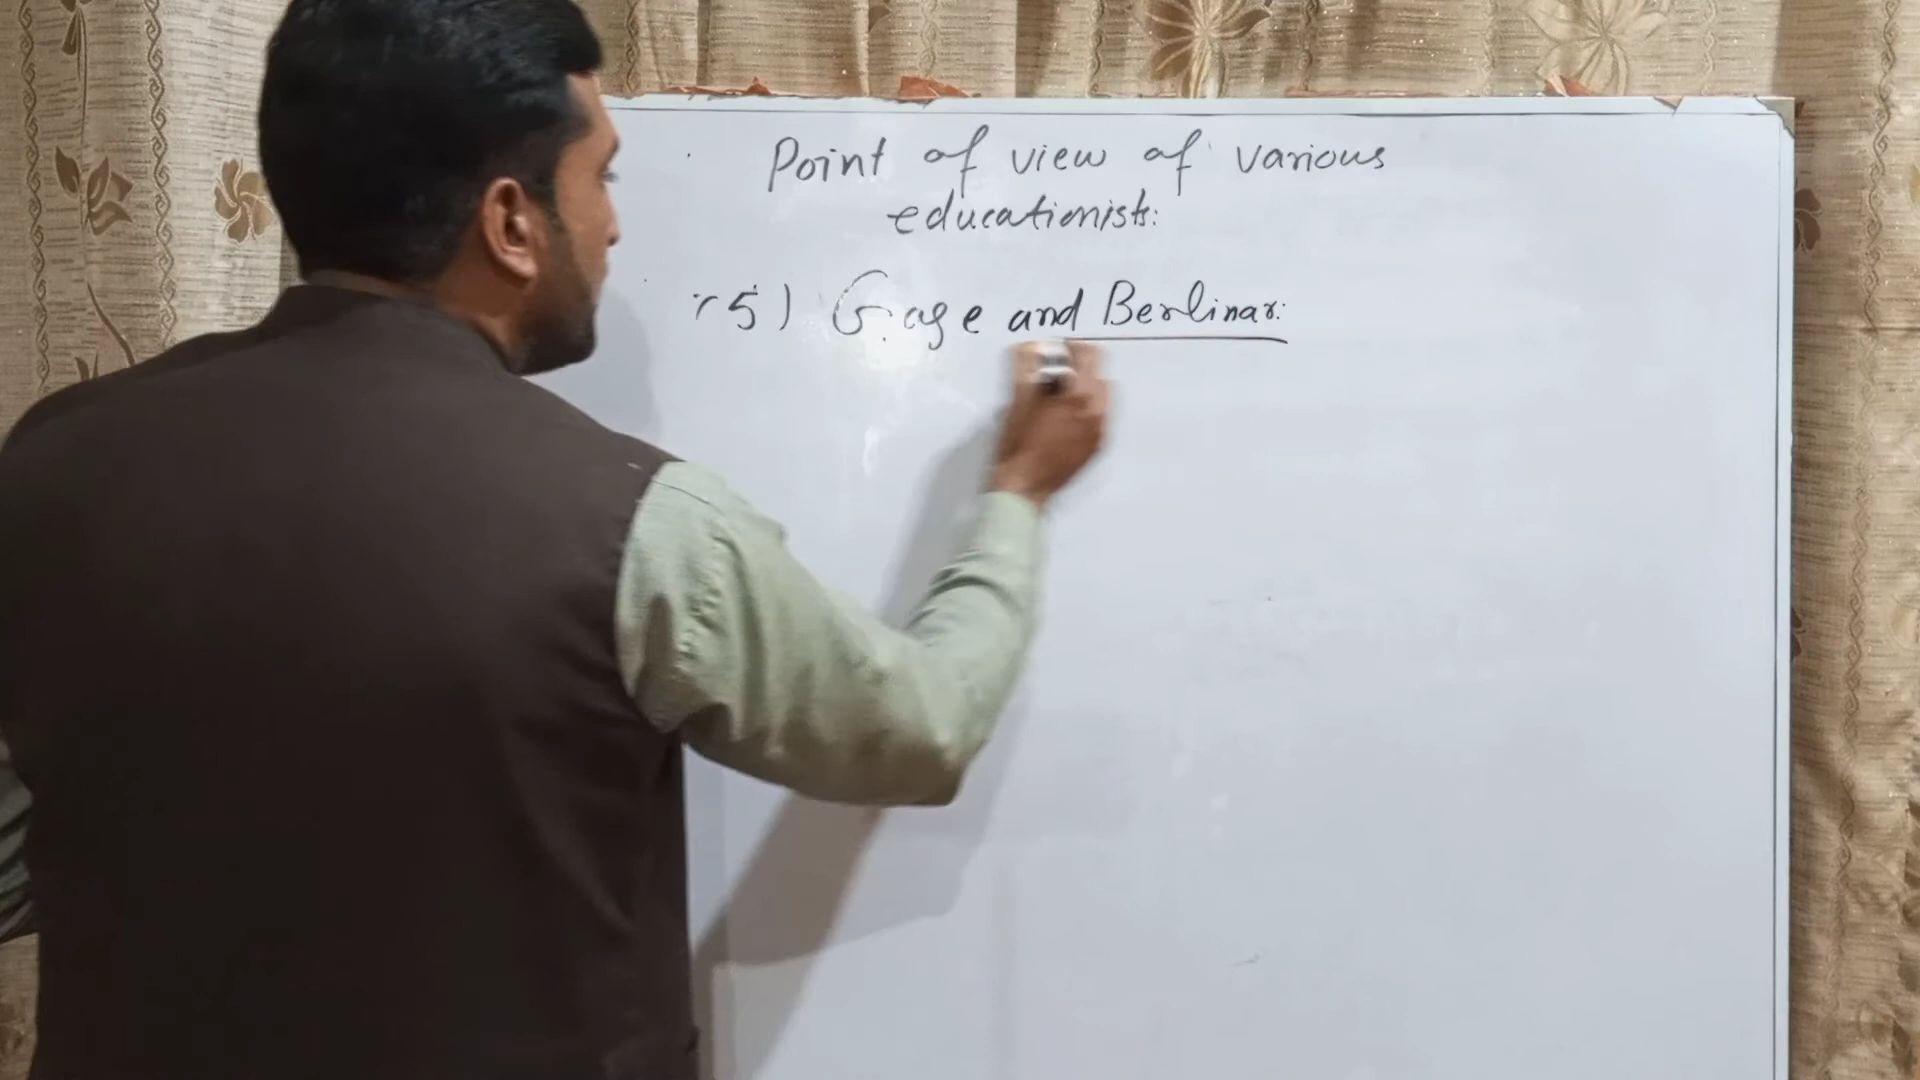 Point of view of various
educationists:
(5) Gage and Berlinar: